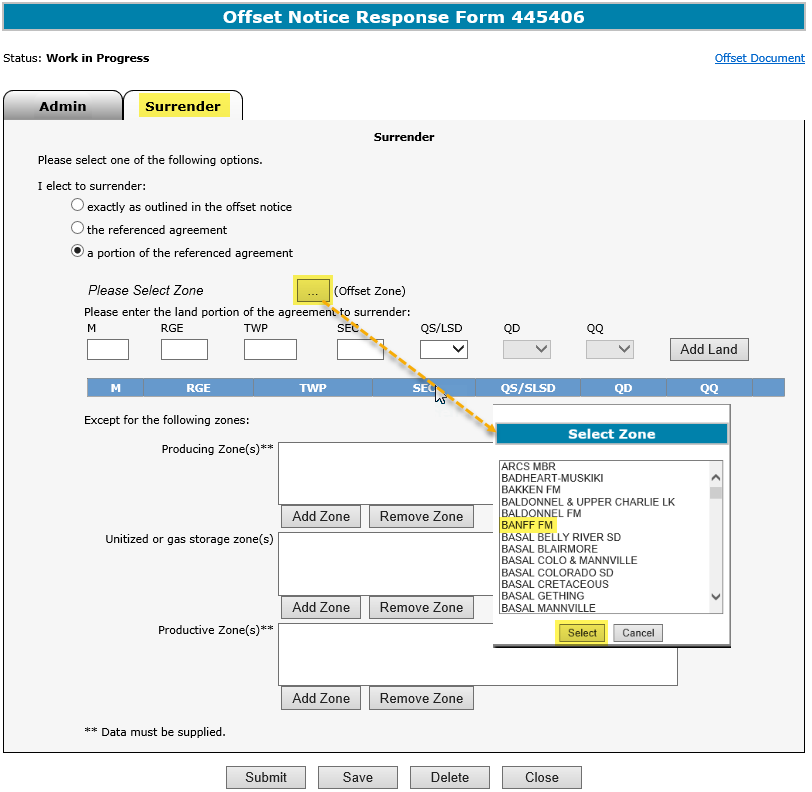 Offset Notice Response Form 445406
Status: Work in Progress
Offset Document
Admin
Surrender
Surrender
Please select one of the following options.
I elect to surrender:
exactly as outlined in the offset notice
the referenced agreement
a portion of the referenced agreement
Please Select Zone
...
(Offset Zone)
Please enter the land portion of the agreement to surrender:
M RGE TWP SEC QS/LSD QD QQ
Add Land
M RGE TWP SEC QS/SLSD QD QQ
Except for the following zones:
Producing Zone(s)**
Add Zone Remove Zone
Unitized or gas storage zone(s)
Add Zone Remove Zone
Productive Zone(s)**
Add Zone Remove Zone
** Data must be supplied.
Select Zone
ARCS MBR
BADHEART-MUSKIKI
BAKKEN FM
BALDONNEL & UPPER CHARLIE LK
BALDONNEL FM
BANFF FM
BASAL BELLY RIVER SD
BASAL BLAIRMORE
BASAL COLO & MANNVILLE
BASAL COLORADO SD
BASAL CRETACEOUS
BASAL GETHING
BASAL MANNVILLE
Select Cancel
Submit Save Delete Close